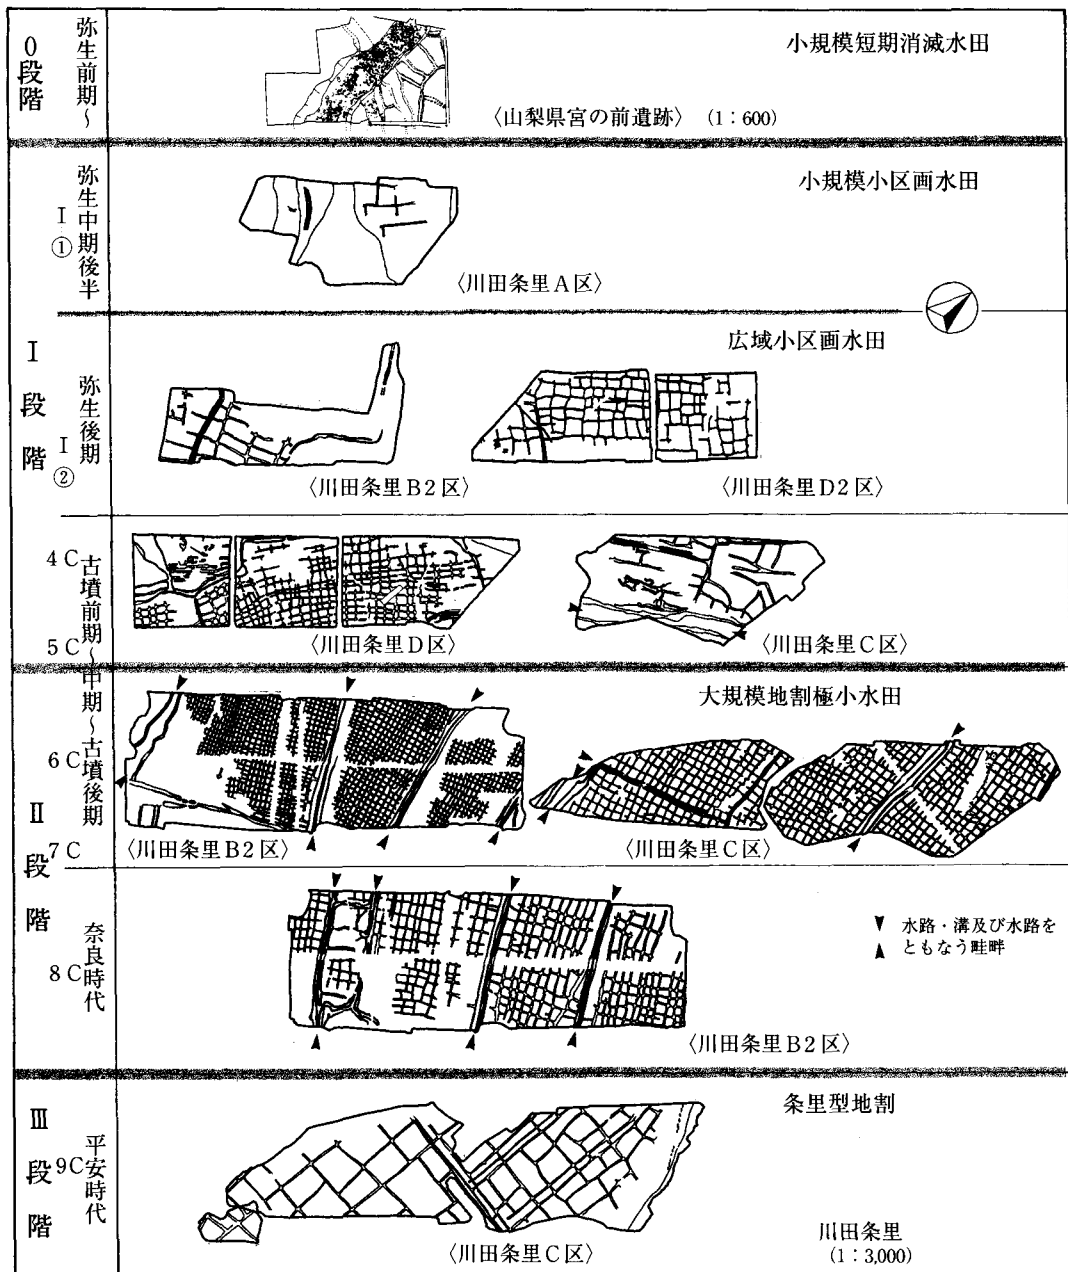 0段階
弥生前期～
小規模短期消滅水田
〈山梨県宮の前遺跡〉 (1：600)
Ⅰ段階
弥生中期後半
Ⅰ①
小規模小区画水田
〈川田条里A区〉
弥生後期
Ⅰ②
広域小区画水田
〈川田条里B2区〉
〈川田条里D2区〉
4C
5C
古墳前期～中期～古墳後期
〈川田条里D区〉
〈川田条里C区〉
Ⅱ段階
6C
7C
大規模地割極小水田
〈川田条里B2区〉
〈川田条里C区〉
奈良時代
8C
▼ 水路・溝及び水路を
▲ ともなう畦畔
〈川田条里B2区〉
Ⅲ段階
平安時代
9C
条里型地割
〈川田条里C区〉
川田条里
(1：3,000)